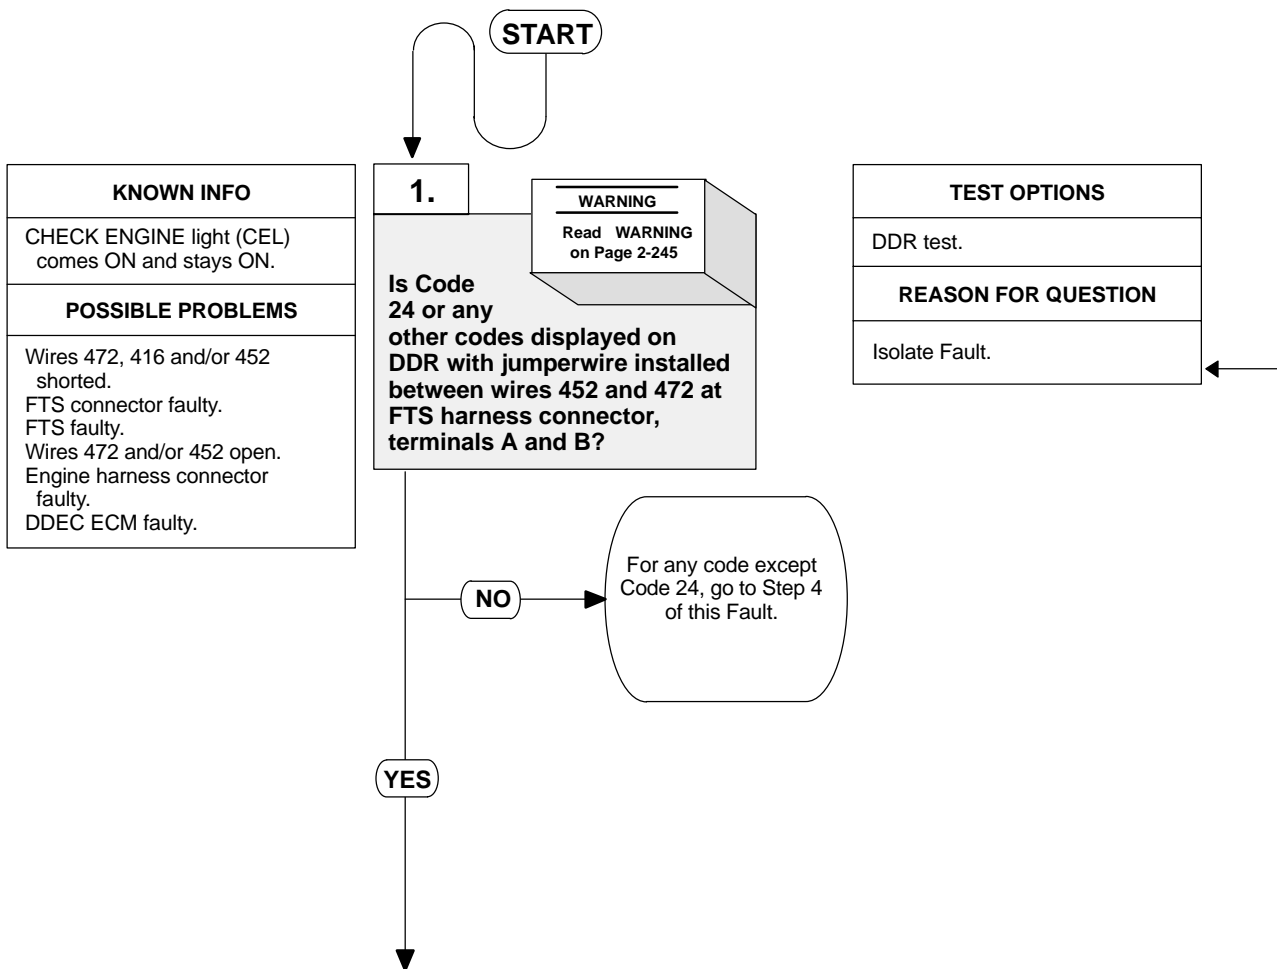 START
KNOWN INFO
CHECK ENGINE light (CEL)
comes ON and stays ON.
POSSIBLE PROBLEMS
Wires 472, 416 and/or 452
shorted.
FTS connector faulty.
FTS faulty.
Wires 472 and/or 452 open.
Engine harness connector
faulty.
DDEC ECM faulty.
1.
WARNING
Read WARNING
on Page 2-245
Is Code
24 or any
other codes displayed on
DDR with jumperwire installed
between wires 452 and 472 at
FTS harness connector,
terminals A and B?
TEST OPTIONS
DDR test.
REASON FOR QUESTION
Isolate Fault.
NO
For any code except
Code 24, go to Step 4
of this Fault.
YES